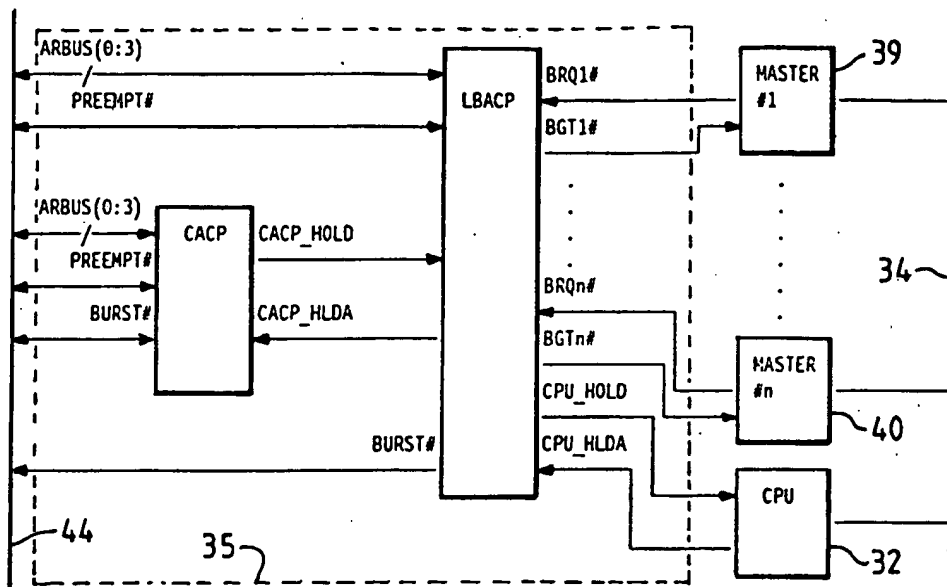 ARBUS(0:3)
PREEMPT#
LBACP
BRQ1#
BGT1#
MASTER
#1
39
ARBUS(0:3)
PREEMPT#
BURST#
CACP
CACP_HOLD
CACP_HLDA
BRQn#
BGTn#
CPU_HOLD
CPU_HLDA
34
MASTER
#n
40
BURST#
CPU
44
35
32